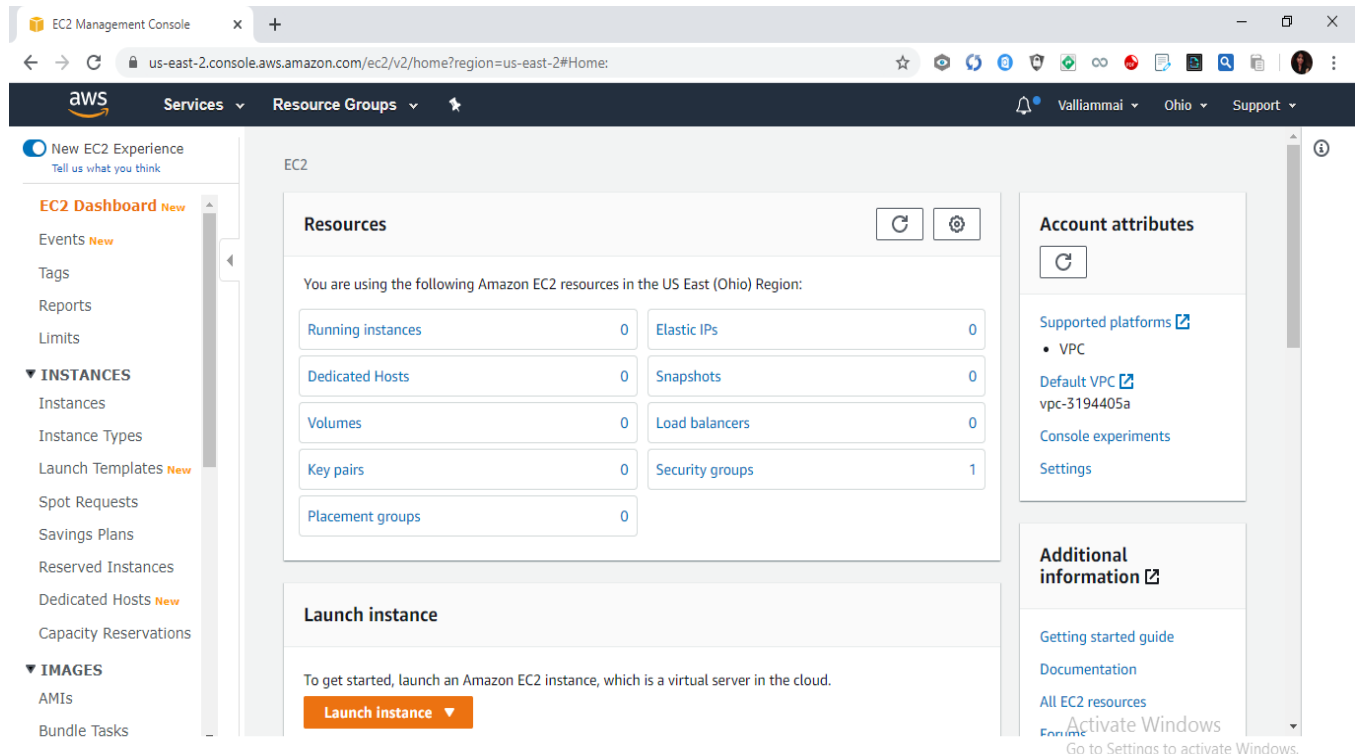 EC2 Management Console
us-east-2.console.aws.amazon.com/ec2/v2/home?region=us-east-2#Home:
aws Services Resource Groups Valliammai Ohio Support
New EC2 Experience
Tell us what you think
EC2 Dashboard New
Events New
Tags
Reports
Limits
INSTANCES
Instances
Instance Types
Launch Templates New
Spot Requests
Savings Plans
Reserved Instances
Dedicated Hosts New
Capacity Reservations
IMAGES
AMIs
Bundle Tasks
EC2
Resources
You are using the following Amazon EC2 resources in the US East (Ohio) Region:
Running instances 0 Elastic IPs 0
Dedicated Hosts 0 Snapshots 0
Volumes 0 Load balancers 0
Key pairs 0 Security groups 1
Placement groups 0
Launch instance
To get started, launch an Amazon EC2 instance, which is a virtual server in the cloud.
Launch instance
Account attributes
Supported platforms
• VPC
Default VPC
vpc-3194405a
Console experiments
Settings
Additional
information
Getting started guide
Documentation
All EC2 resources
Forums
Activate Windows
Go to Settings to activate Windows.